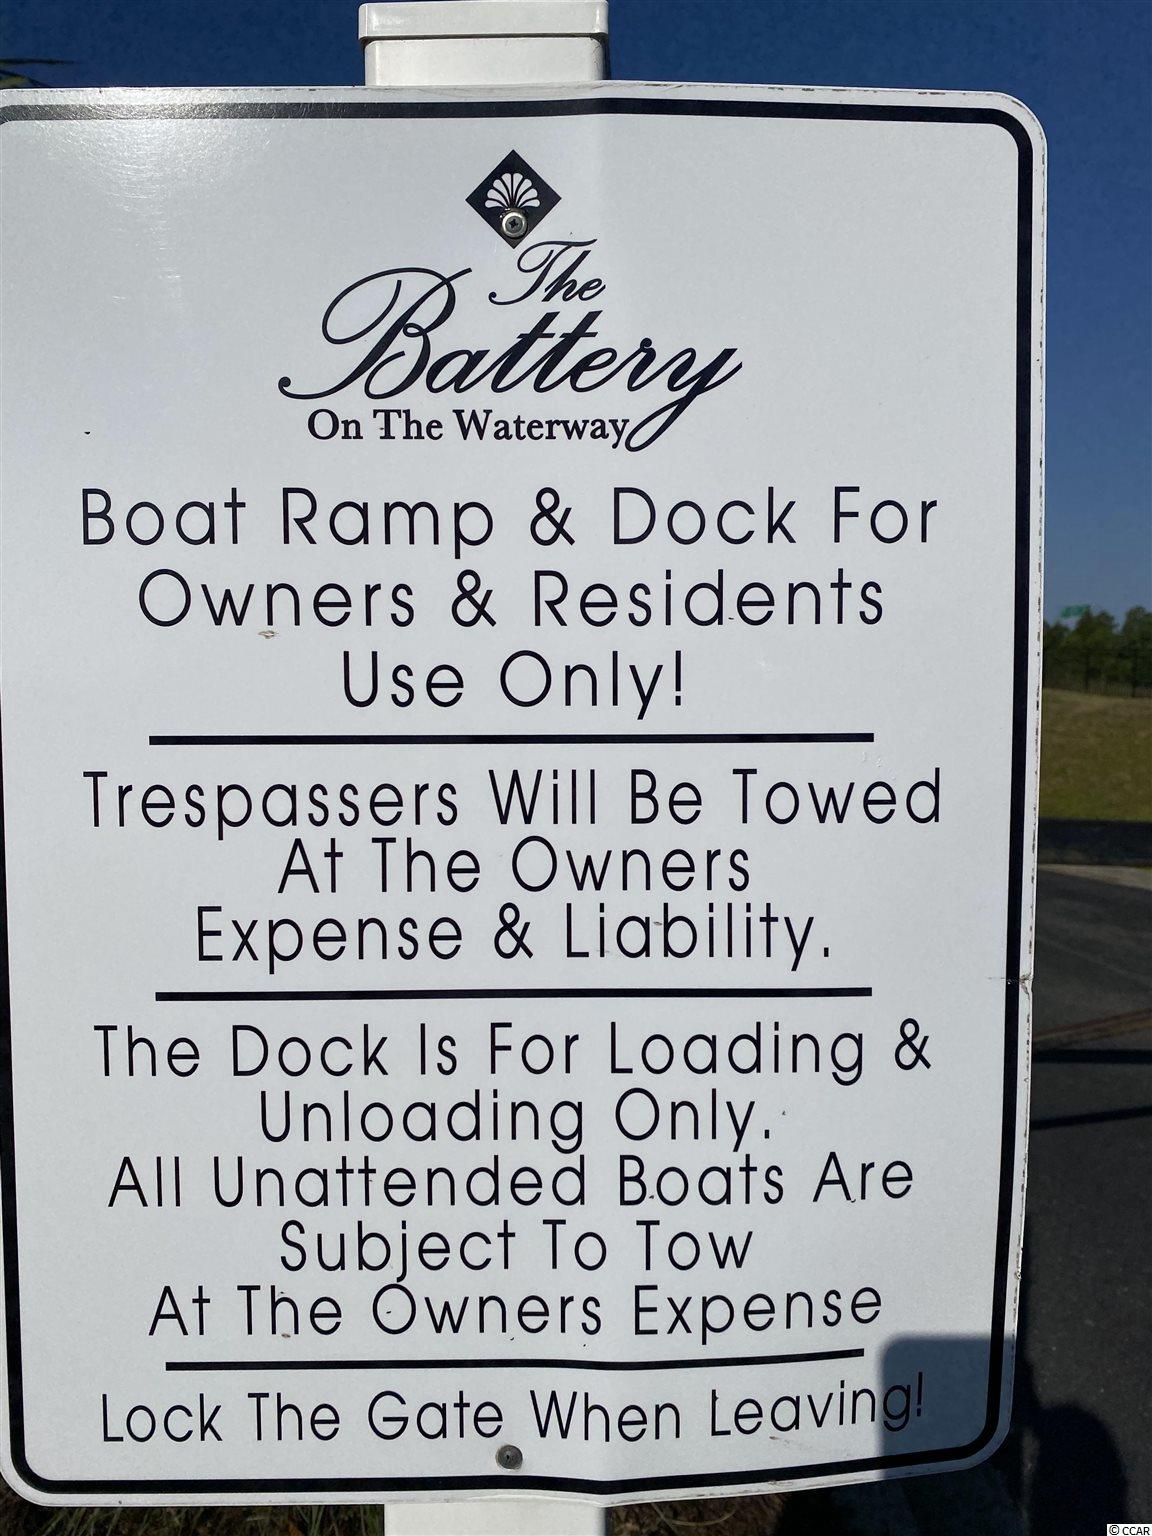 The
Battery
On The Waterway
Boat Ramp & Dock For
Owners & Residents
Use Only!
Trespassers Will Be Towed
At The Owners
Expense & Liability.
The Dock Is For Loading &
Unloading Only.
All Unattended Boats Are
Subject To Tow
At The Owners Expense
Lock The Gate When Leaving!
© CCAR